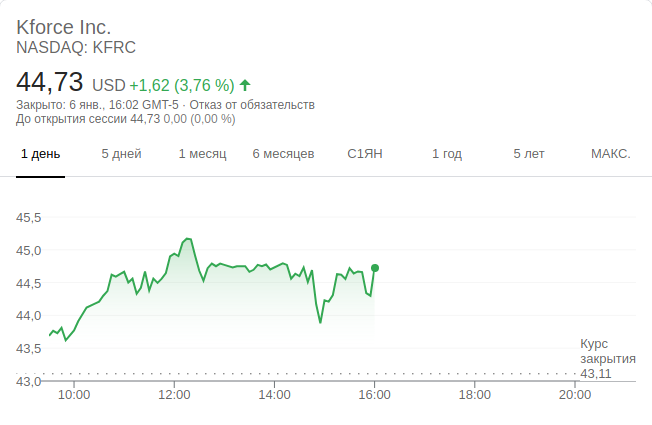 Kforce Inc.
NASDAQ: KFRC
44,73 USD +1,62 (3,76 %)
Закрыто: 6 янв., 16:02 GMT-5 · Отказ от обязательств
До открытия сессии 44,73 0,00 (0,00 %)
1 день 5 дней 1 месяц 6 месяцев С1ЯН 1 год 5 лет МАКС.
45,5
45,0
44,5
44,0
43,5
Курс
закрытия
43,11
43,0
10:00 12:00 14:00 16:00 18:00 20:00